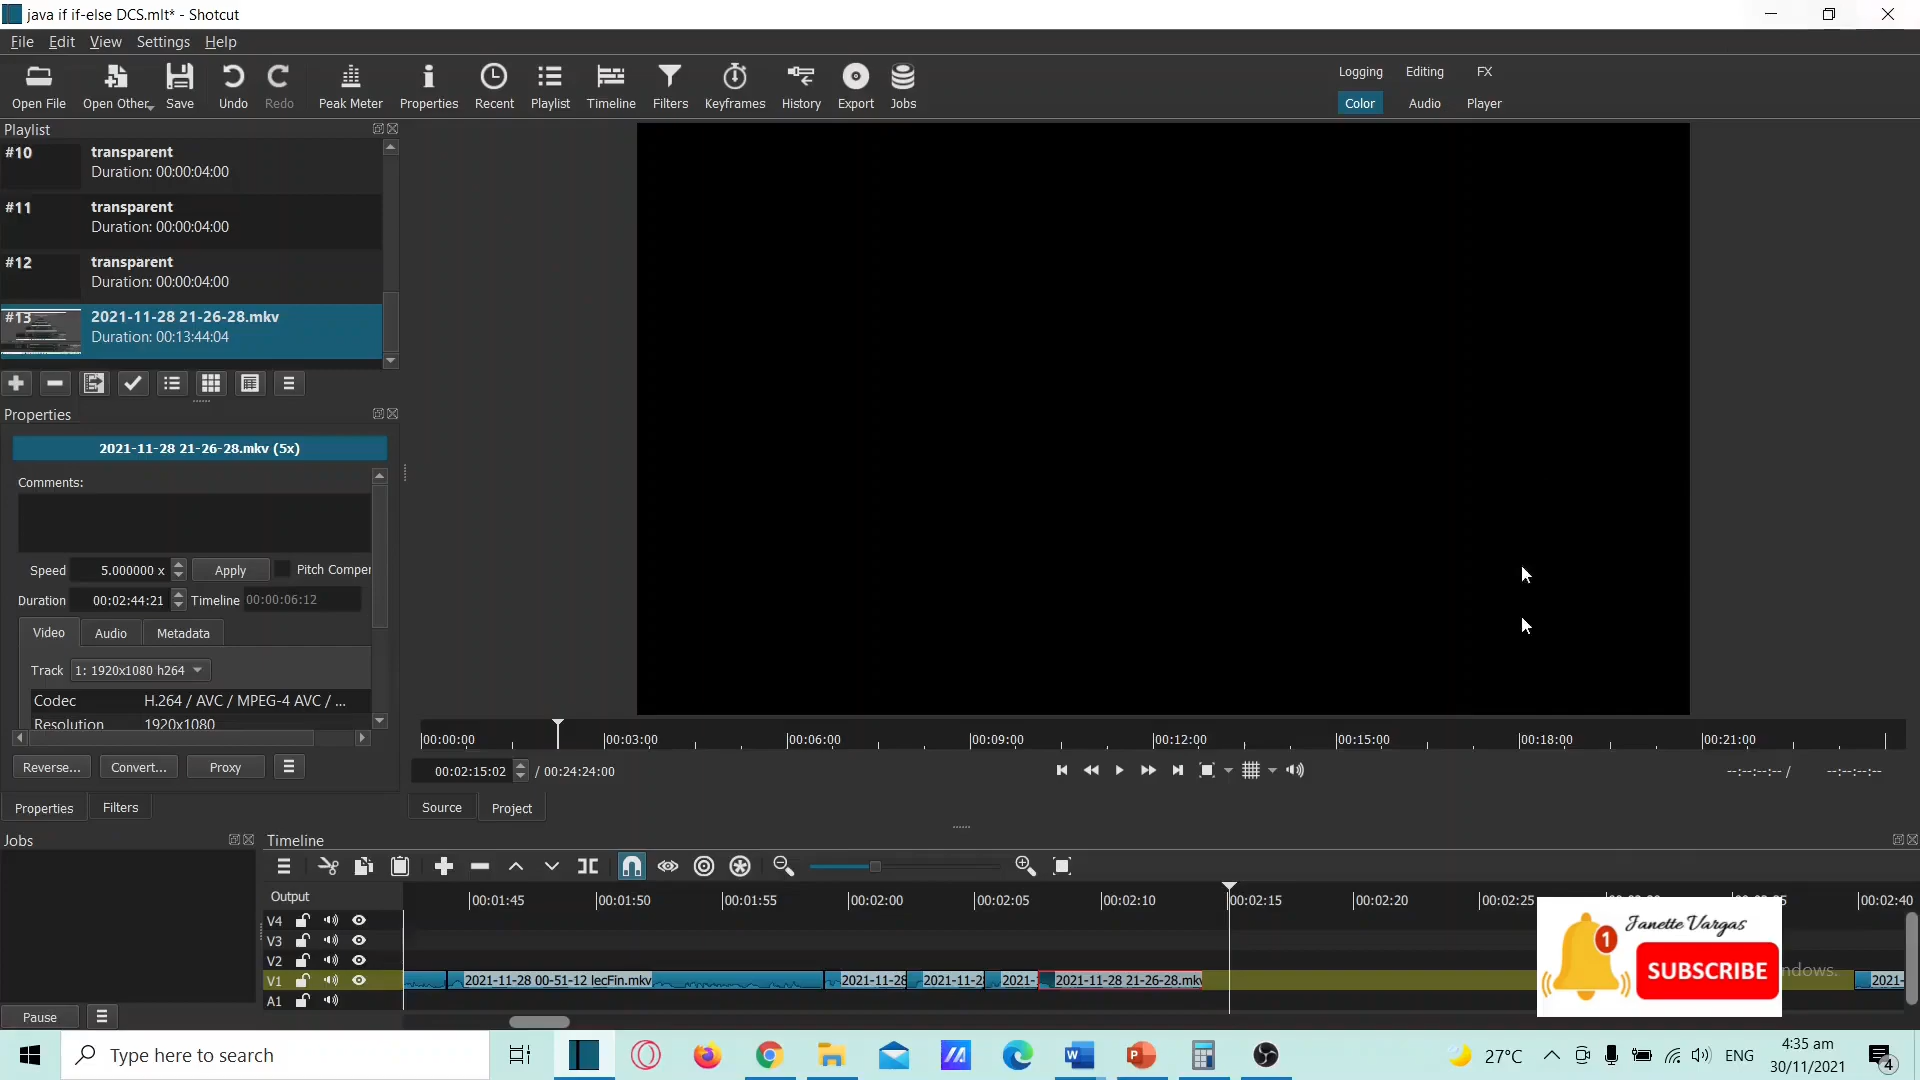 java if if-else DCS.mlt* - Shotcut
File Edit View Settings Help
Open File Open Other Save Undo Redo Peak Meter Properties Recent Playlist Timeline Filters Keyframes History Export Jobs
Logging Editing FX
Color Audio Player
Playlist
#10 transparent
Duration: 00:00:04:00
#11 transparent
Duration: 00:00:04:00
#12 transparent
Duration: 00:00:04:00
#13 2021-11-28 21-26-28.mkv
Duration: 00:13:44:04
Properties
2021-11-28 21-26-28.mkv (5x)
Comments:
Speed 5.000000 x Apply Pitch Comper
Duration 00:02:44:21 Timeline 00:00:06:12
Video Audio Metadata
Track 1: 1920x1080 h264
Codec H.264 / AVC / MPEG-4 AVC / ...
Resolution 1920x1080
Reverse... Convert... Proxy
Properties Filters
00:00:00 00:03:00 00:06:00 00:09:00 00:12:00 00:15:00 00:18:00 00:21:00
00:02:15:02 / 00:24:24:00 --:--:--:-- / --:--:--:--
Source Project
Jobs
Pause
Timeline
Output
00:01:45 00:01:50 00:01:55 00:02:00 00:02:05 00:02:10 00:02:15 00:02:20 00:02:25 00:02:40
V4
V3
V2
V1 2021-11-28 00-51-12 lecFin.mkv 2021-11-28 2021-11-2 2021- 2021-11-28 21-26-28.mkv 2021-
A1
Janette Vargas
1
SUBSCRIBE
ndows.
Type here to search
27°C ENG 4:35 am
30/11/2021
4